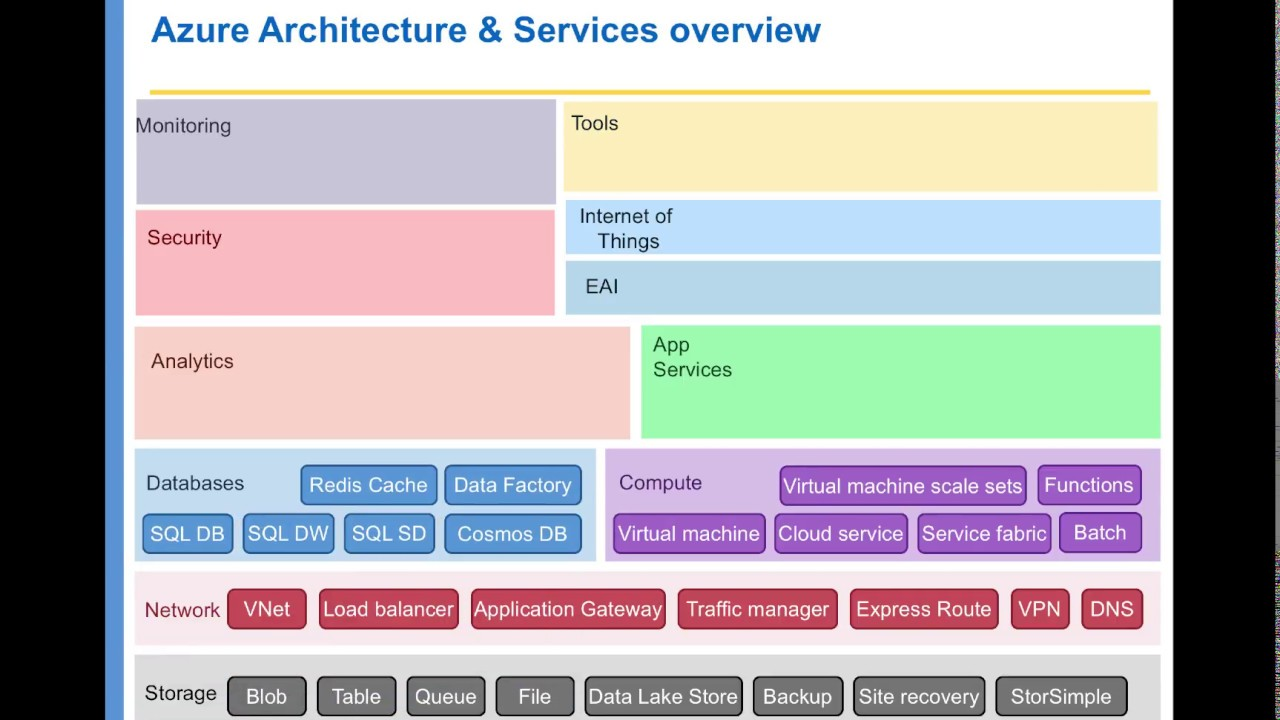 Azure Architecture & Services overview
Monitoring
Tools
Security
Internet of
Things
EAI
Analytics
App
Services
Databases
Redis Cache
Data Factory
SQL DB
SQL DW
SQL SD
Cosmos DB
Compute
Virtual machine scale sets
Functions
Virtual machine
Cloud service
Service fabric
Batch
Network
VNet
Load balancer
Application Gateway
Traffic manager
Express Route
VPN
DNS
Storage
Blob
Table
Queue
File
Data Lake Store
Backup
Site recovery
StorSimple